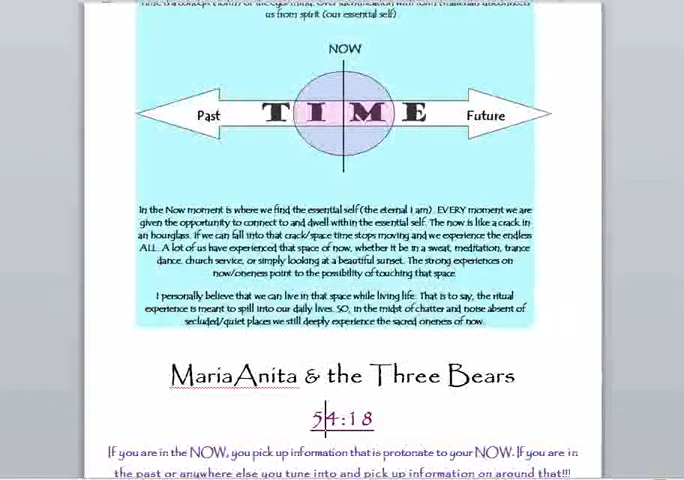 us from spirit (our essential self)
NOW
Past TIME Future
In the Now moment is where we find the essential self (the eternal I am). EVERY moment we are
given the opportunity to connect to and dwell within the essential self. The now is like a crack in
an hourglass. If we can fall into that crack/space time stops moving and we experience the endless
ALL. A lot of us have experienced that space of now, whether it be in a sweat, meditation, trance
dance, church service, or simply looking at a beautiful sunset. The strong experiences on
now/oneness point to the possibility of touching that space
I personally believe that we can live in that space while living life. That is to say, the ritual
experience is meant to spill into our daily lives. SO, in the midst of chatter and noise absent of
secluded/quiet places we still deeply experience the sacred oneness of now.
MariaAnita & the Three Bears
54:18
If you are in the NOW, you pick up information that is protonate to your NOW. If you are in
the past or anywhere else you tune into and pick up information on around that!!!